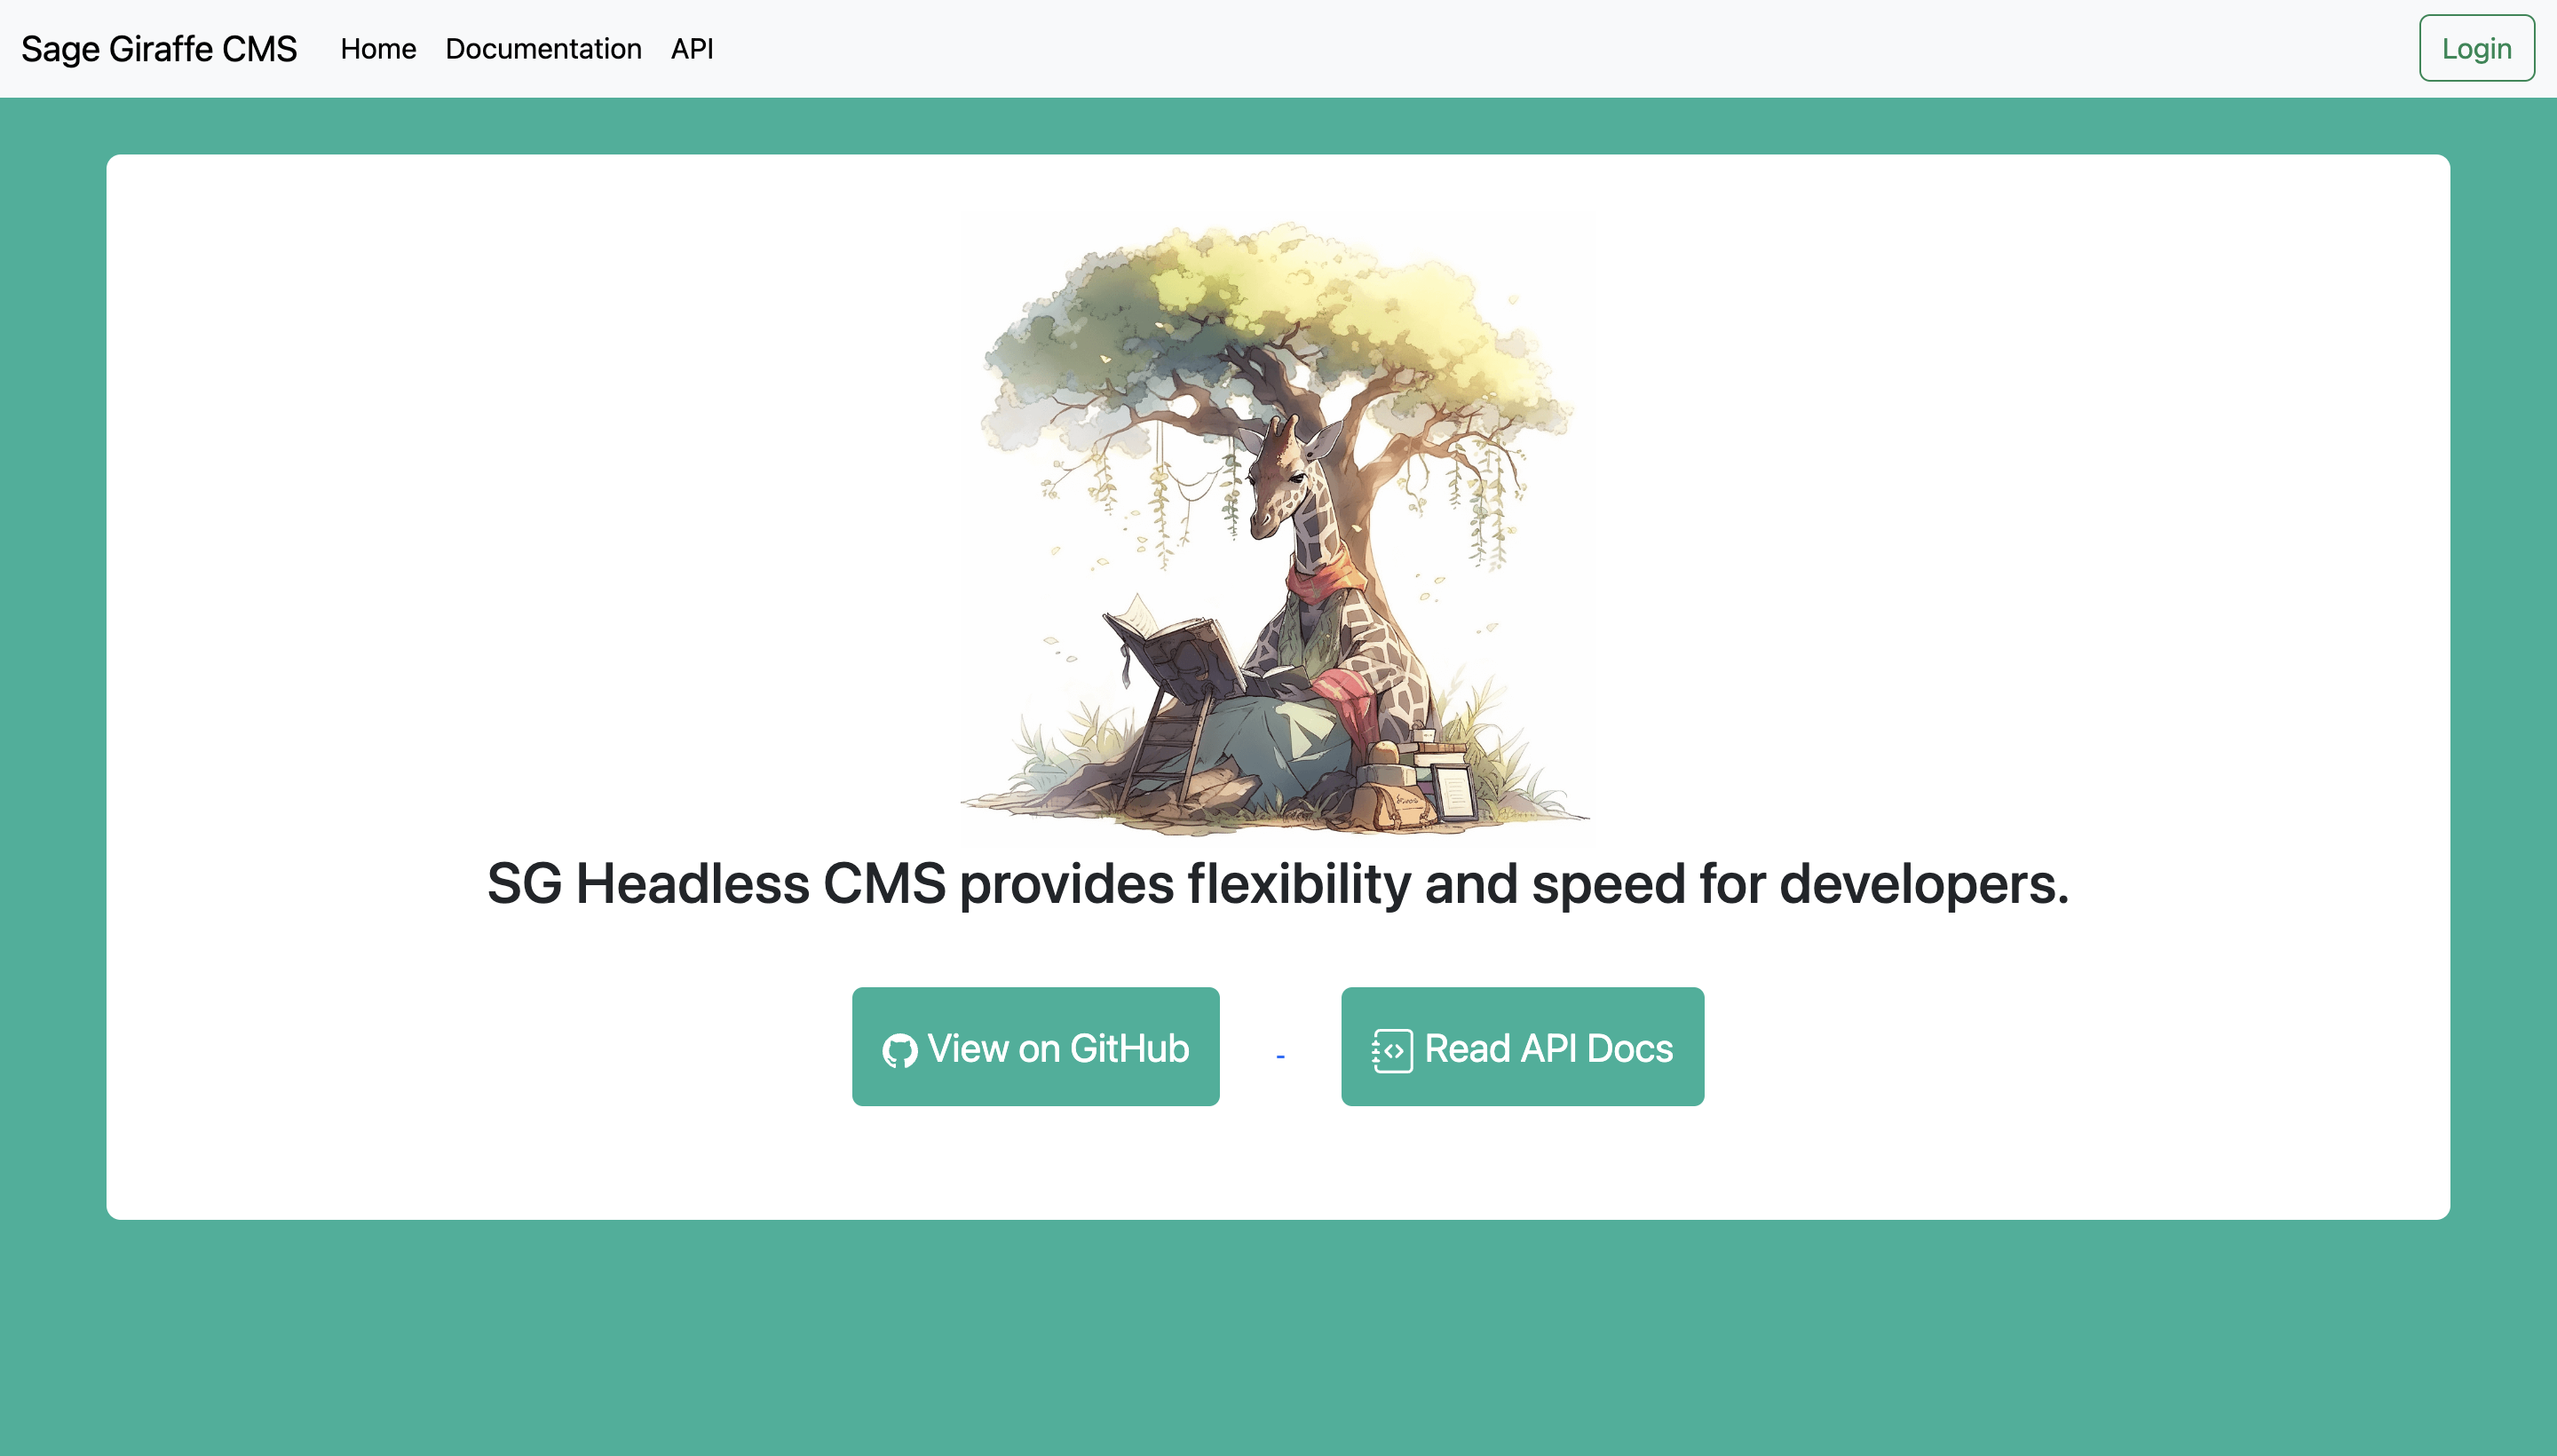 Sage Giraffe CMS Home Documentation API Login
SG Headless CMS provides flexibility and speed for developers.
View on GitHub - Read API Docs